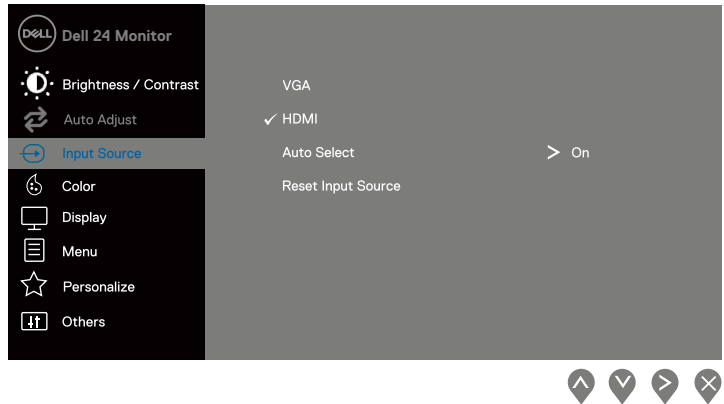 DELL Dell 24 Monitor
Brightness / Contrast
Auto Adjust
Input Source
Color
Display
Menu
Personalize
Others
VGA
HDMI
Auto Select On
Reset Input Source